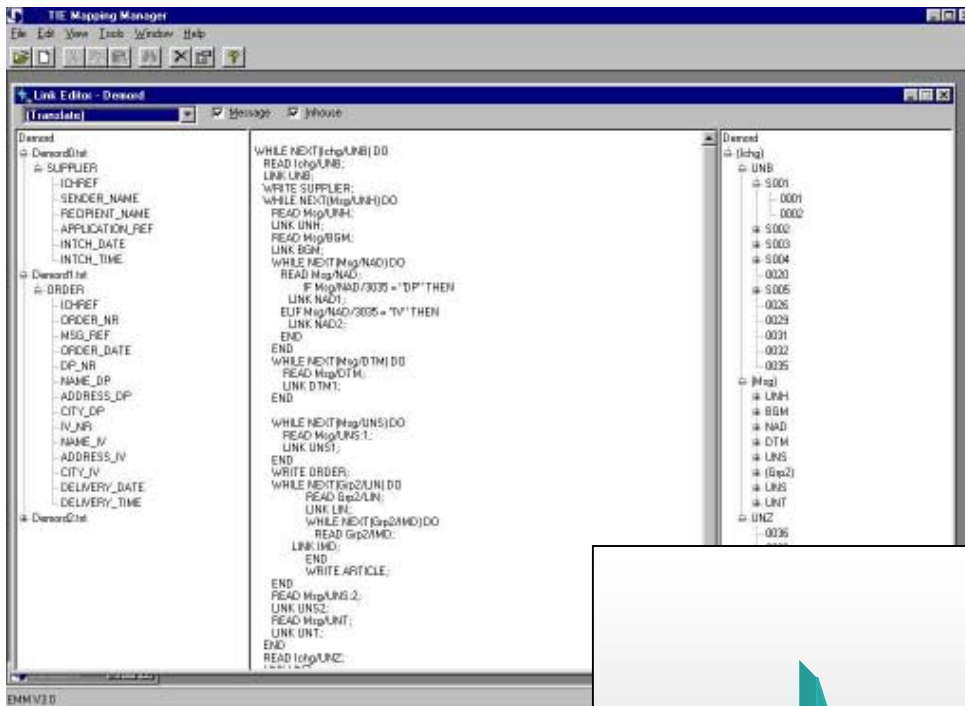 TIE Mapping Manager
File Edit View Tools Window Help
Link Editor - Demord
(Translate) Message Inhouse
Demord
Demord0.txt
SUPPLIER
ICHREF
SENDER_NAME
RECIPIENT_NAME
APPLICATION_REF
INTCH_DATE
INTCH_TIME
Demord1.txt
ORDER
ICHREF
ORDER_NR
MSG_REF
ORDER_DATE
DP_NR
NAME_DP
ADDRESS_DP
CITY_DP
IV_NR
NAME_IV
ADDRESS_IV
CITY_IV
DELIVERY_DATE
DELIVERY_TIME
Demord2.txt
WHILE NEXT(Ichg/UNB) DO
READ Ichg/UNB;
LINK UNB;
WRITE SUPPLIER;
WHILE NEXT(Msg/UNH) DO
READ Msg/UNH;
LINK UNH;
READ Msg/BGM;
LINK BGM;
WHILE NEXT(Msg/NAD) DO
READ Msg/NAD;
IF Msg/NAD/3035 = "DP" THEN
LINK NAD1;
ELIF Msg/NAD/3035 = "IV" THEN
LINK NAD2;
END
END
WHILE NEXT(Msg/DTM) DO
READ Msg/DTM;
LINK DTM1;
END
WHILE NEXT(Msg/UNS) DO
READ Msg/UNS:1;
LINK UNS1;
END
WRITE ORDER;
WHILE NEXT(Grp2/LIN) DO
READ Grp2/LIN;
LINK LIN;
WHILE NEXT(Grp2/IMD) DO
READ Grp2/IMD;
LINK IMD;
END
WRITE ARTICLE;
END
READ Msg/UNS:2;
LINK UNS2;
READ Msg/UNT;
LINK UNT;
END
READ Ichg/UNZ;
Demord
(Ichg)
UNB
S001
0001
0002
S002
S003
S004
0020
S005
0026
0029
0031
0032
0035
(Msg)
UNH
BGM
NAD
DTM
UNS
(Grp2)
UNS
UNT
UNZ
0036
EMM V3.0